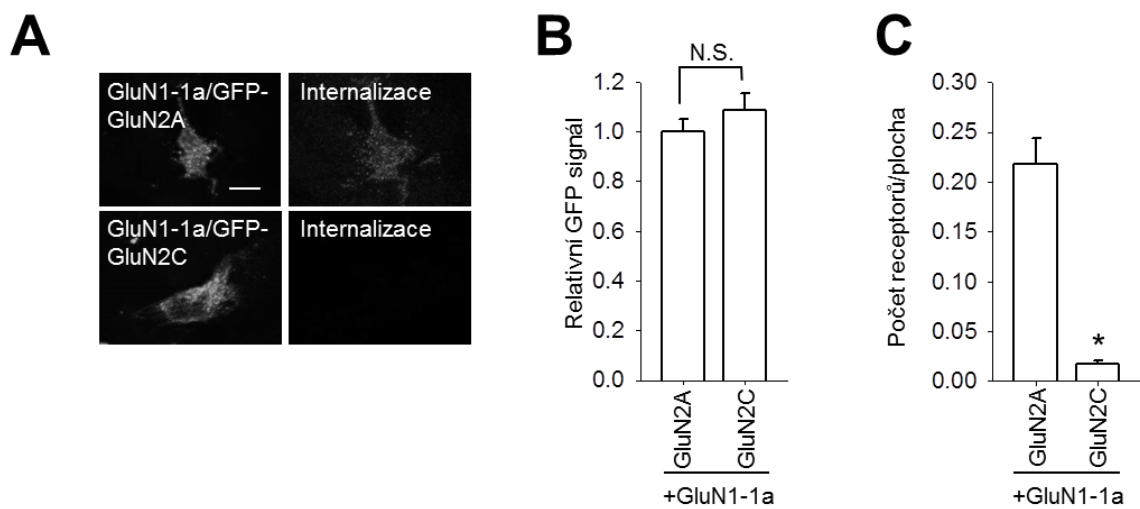 A
GluN1-1a/GFP-
GluN2A
Internalizace
GluN1-1a/GFP-
GluN2C
Internalizace
B
N.S.
Relativní GFP signál
1.2
1.0
0.8
0.6
0.4
0.2
0.0
GluN2A
GluN2C
+GluN1-1a
C
Počet receptorů/plocha
0.30
0.25
0.20
0.15
0.10
0.05
0.00
*
GluN2A
GluN2C
+GluN1-1a